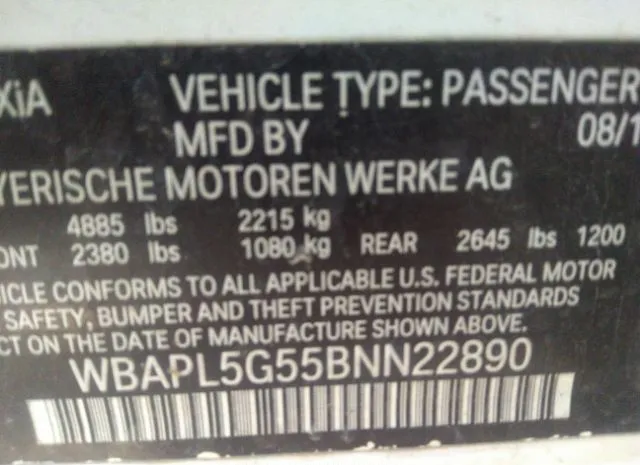 XiA VEHICLE TYPE: PASSENGER
MFD BY 08/1
YERISCHE MOTOREN WERKE AG
4885 lbs 2215 kg
ONT 2380 lbs 1080 kg REAR 2645 lbs 1200
ICLE CONFORMS TO ALL APPLICABLE U.S. FEDERAL MOTOR
SAFETY, BUMPER AND THEFT PREVENTION STANDARDS
CT ON THE DATE OF MANUFACTURE SHOWN ABOVE.
WBAPL5G55BNN22890